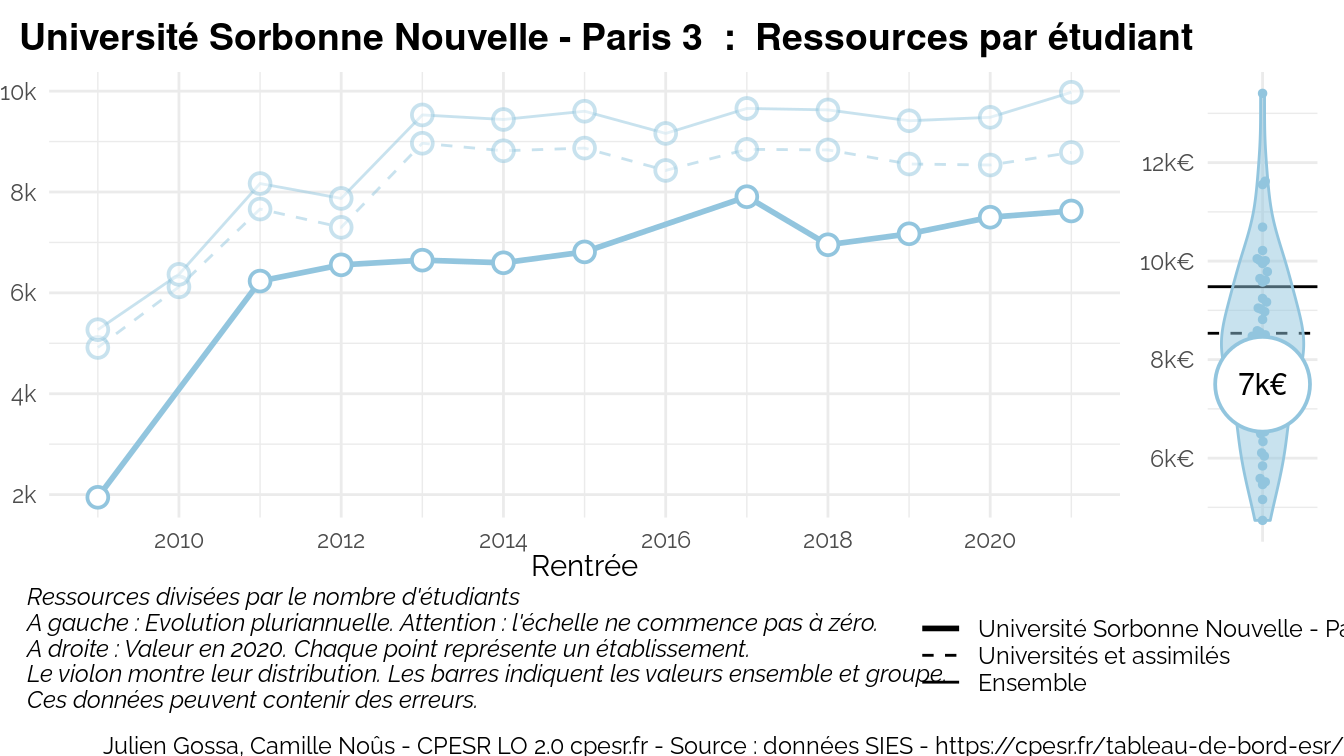 Université Sorbonne Nouvelle - Paris 3 : Ressources par étudiant
10k
8k
6k
4k
2k
2010 2012 2014 2016 2018 2020
Rentrée
12k€
10k€
8k€
7k€
6k€
Ressources divisées par le nombre d'étudiants
A gauche : Evolution pluriannuelle. Attention : l'échelle ne commence pas à zéro.
A droite : Valeur en 2020. Chaque point représente un établissement.
Le violon montre leur distribution. Les barres indiquent les valeurs ensemble et groupe.
Ces données peuvent contenir des erreurs.
Université Sorbonne Nouvelle - Pa
Universités et assimilés
Ensemble
Julien Gossa, Camille Noûs - CPESR LO 2.0 cpesr.fr - Source : données SIES - https://cpesr.fr/tableau-de-bord-esr/